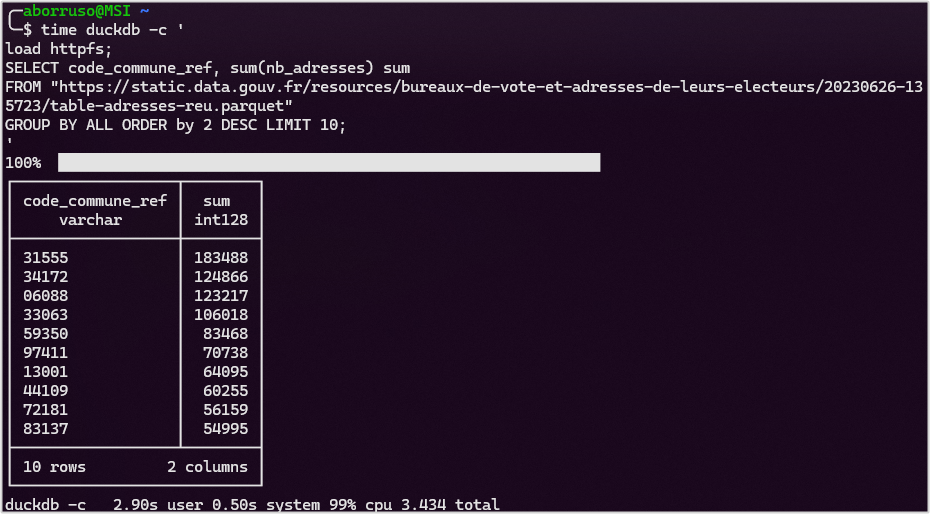 aborruso@MSI ~
$ time duckdb -c '
load httpfs;
SELECT code_commune_ref, sum(nb_adresses) sum
FROM "https://static.data.gouv.fr/resources/bureaux-de-vote-et-adresses-de-leurs-electeurs/20230626-13
5723/table-adresses-reu.parquet"
GROUP BY ALL ORDER by 2 DESC LIMIT 10;
'
100%
code_commune_ref sum
varchar int128
31555 183488
34172 124866
06088 123217
33063 106018
59350 83468
97411 70738
13001 64095
44109 60255
72181 56159
83137 54995
10 rows 2 columns
duckdb -c 2.90s user 0.50s system 99% cpu 3.434 total